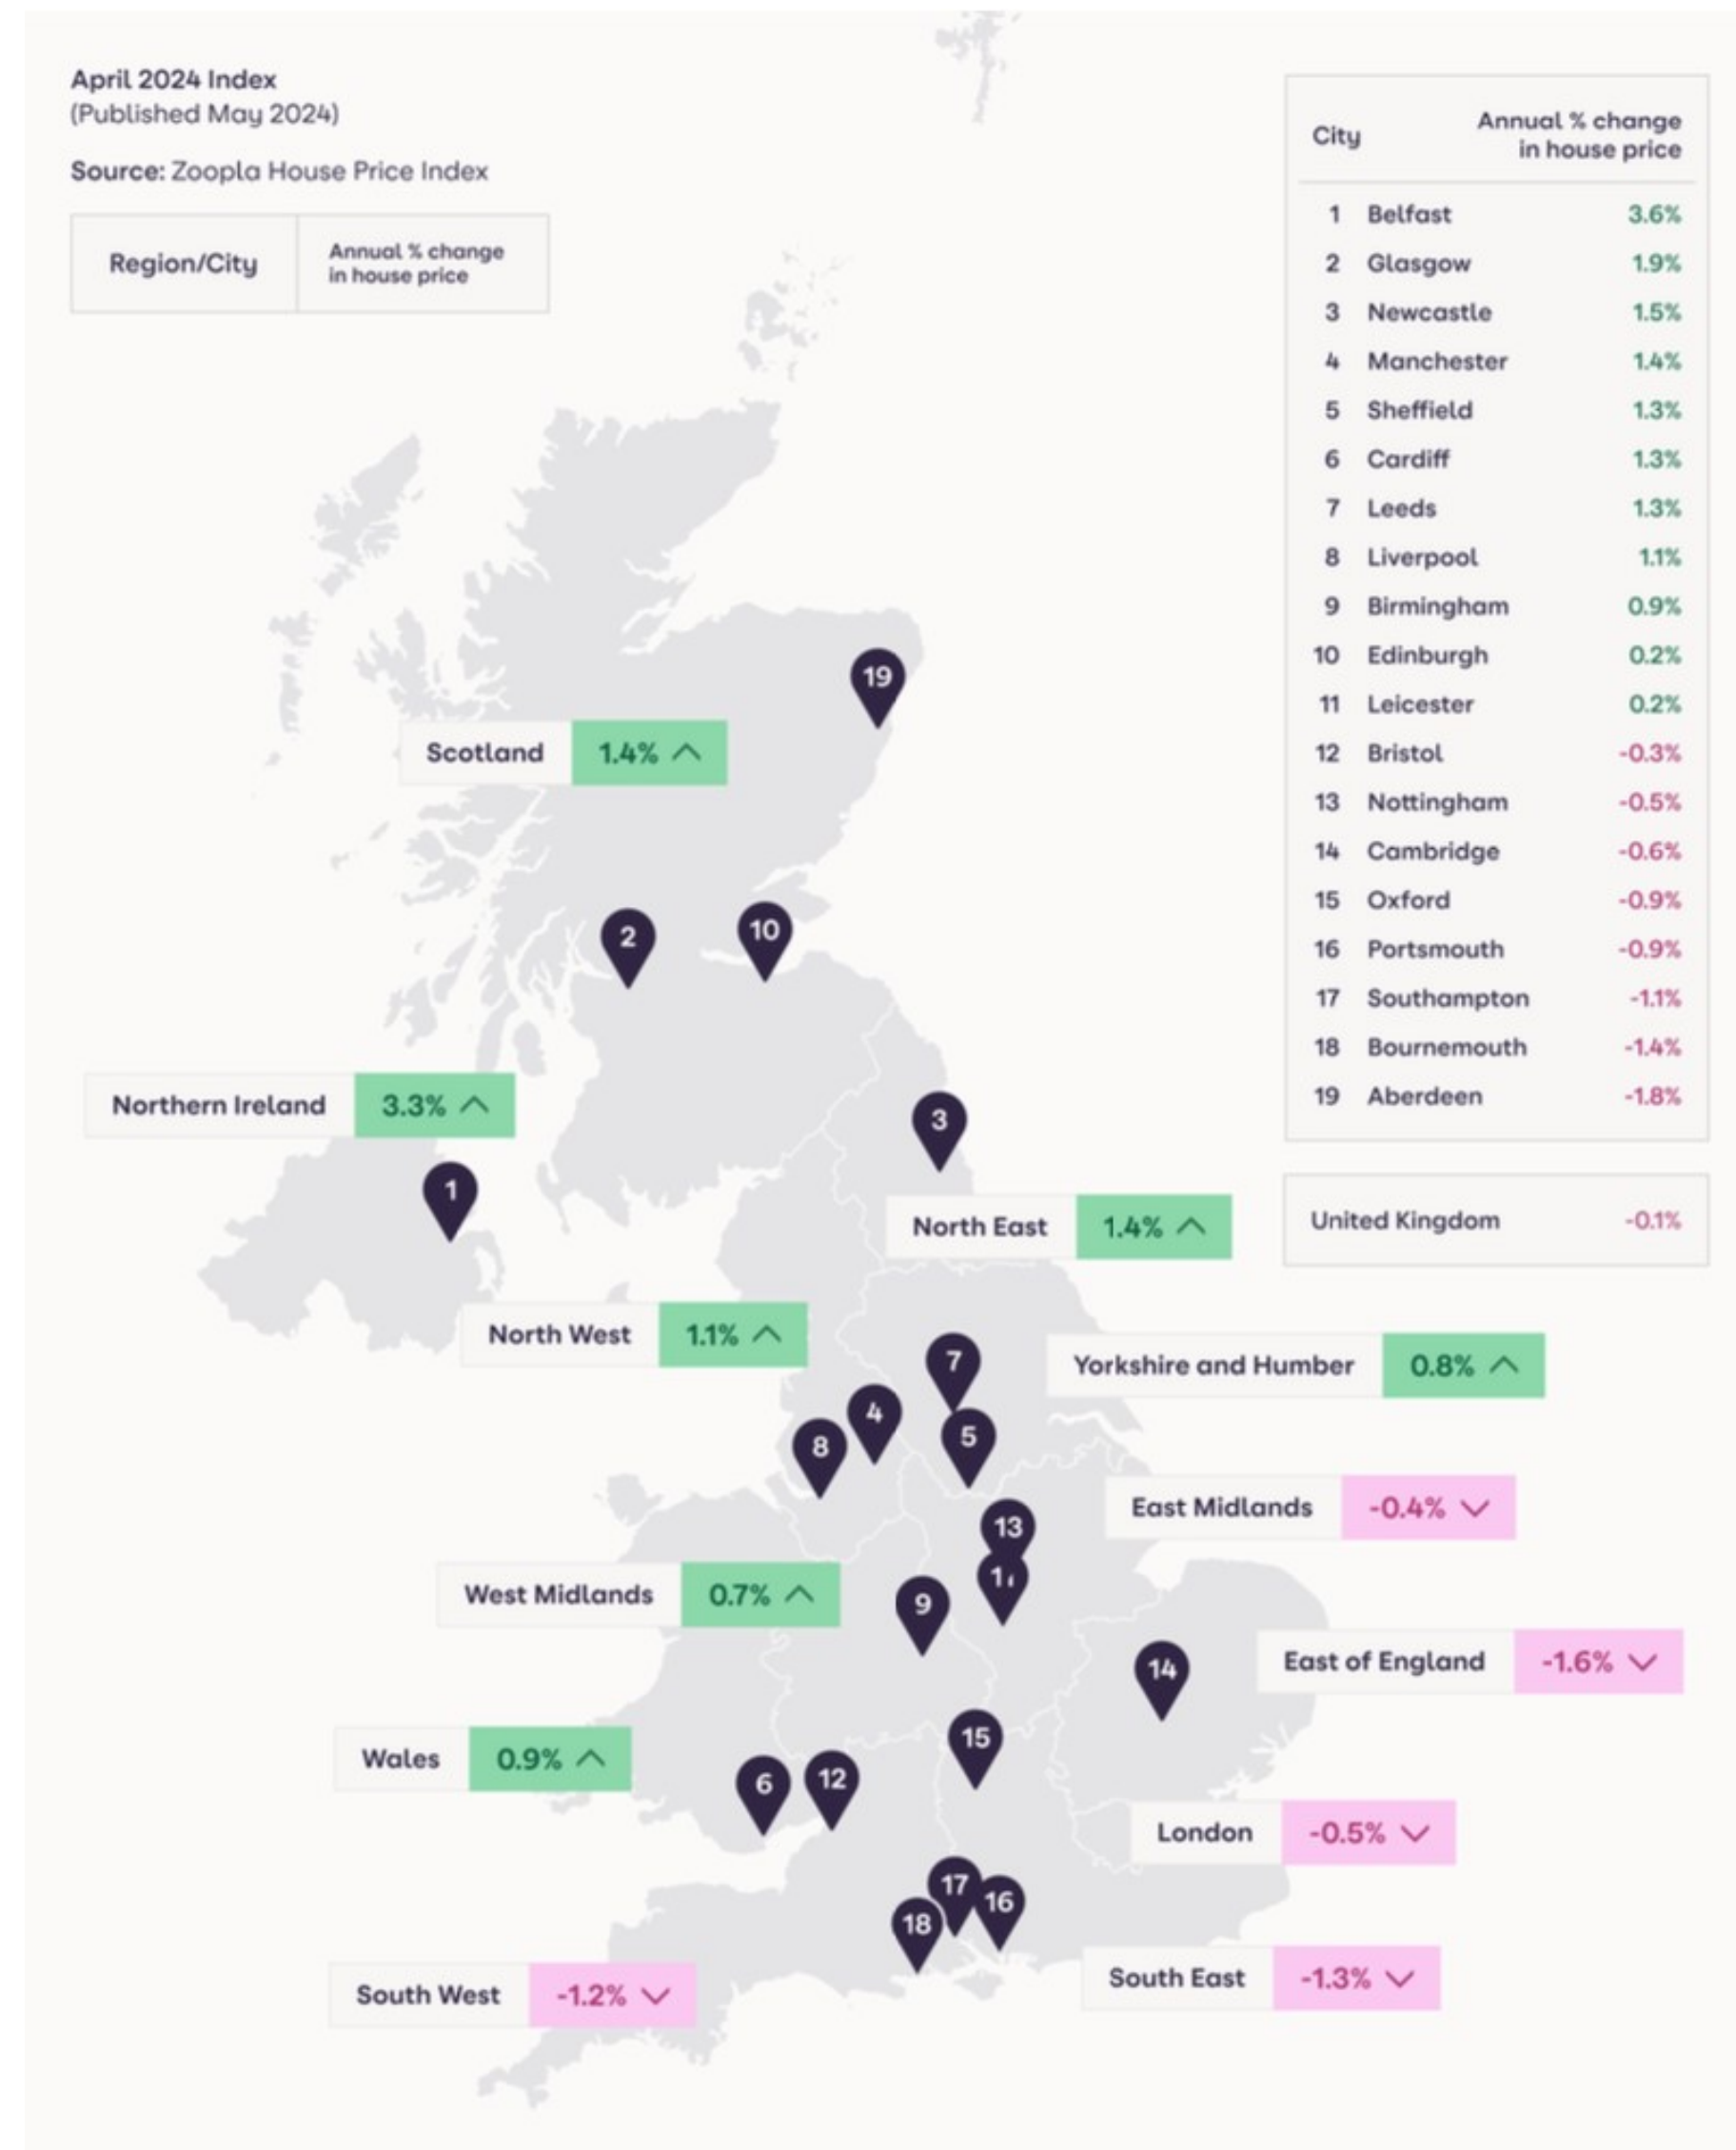 April 2024 Index
(Published May 2024)
Source: Zoopla House Price Index
Region/City
Annual % change
in house price
City
Annual % change
in house price
1 Belfast 3.6%
2 Glasgow 1.9%
3 Newcastle 1.5%
4 Manchester 1.4%
5 Sheffield 1.3%
6 Cardiff 1.3%
7 Leeds 1.3%
8 Liverpool 1.1%
9 Birmingham 0.9%
10 Edinburgh 0.2%
11 Leicester 0.2%
12 Bristol -0.3%
13 Nottingham -0.5%
14 Cambridge -0.6%
15 Oxford -0.9%
16 Portsmouth -0.9%
17 Southampton -1.1%
18 Bournemouth -1.4%
19 Aberdeen -1.8%
United Kingdom -0.1%
19
Scotland 1.4%
2
10
Northern Ireland 3.3%
3
1
North East 1.4%
North West 1.1%
7
Yorkshire and Humber 0.8%
4
8
5
East Midlands -0.4%
13
West Midlands 0.7%
9
14
East of England -1.6%
15
Wales 0.9%
6
12
London -0.5%
17
16
18
South East -1.3%
South West -1.2%